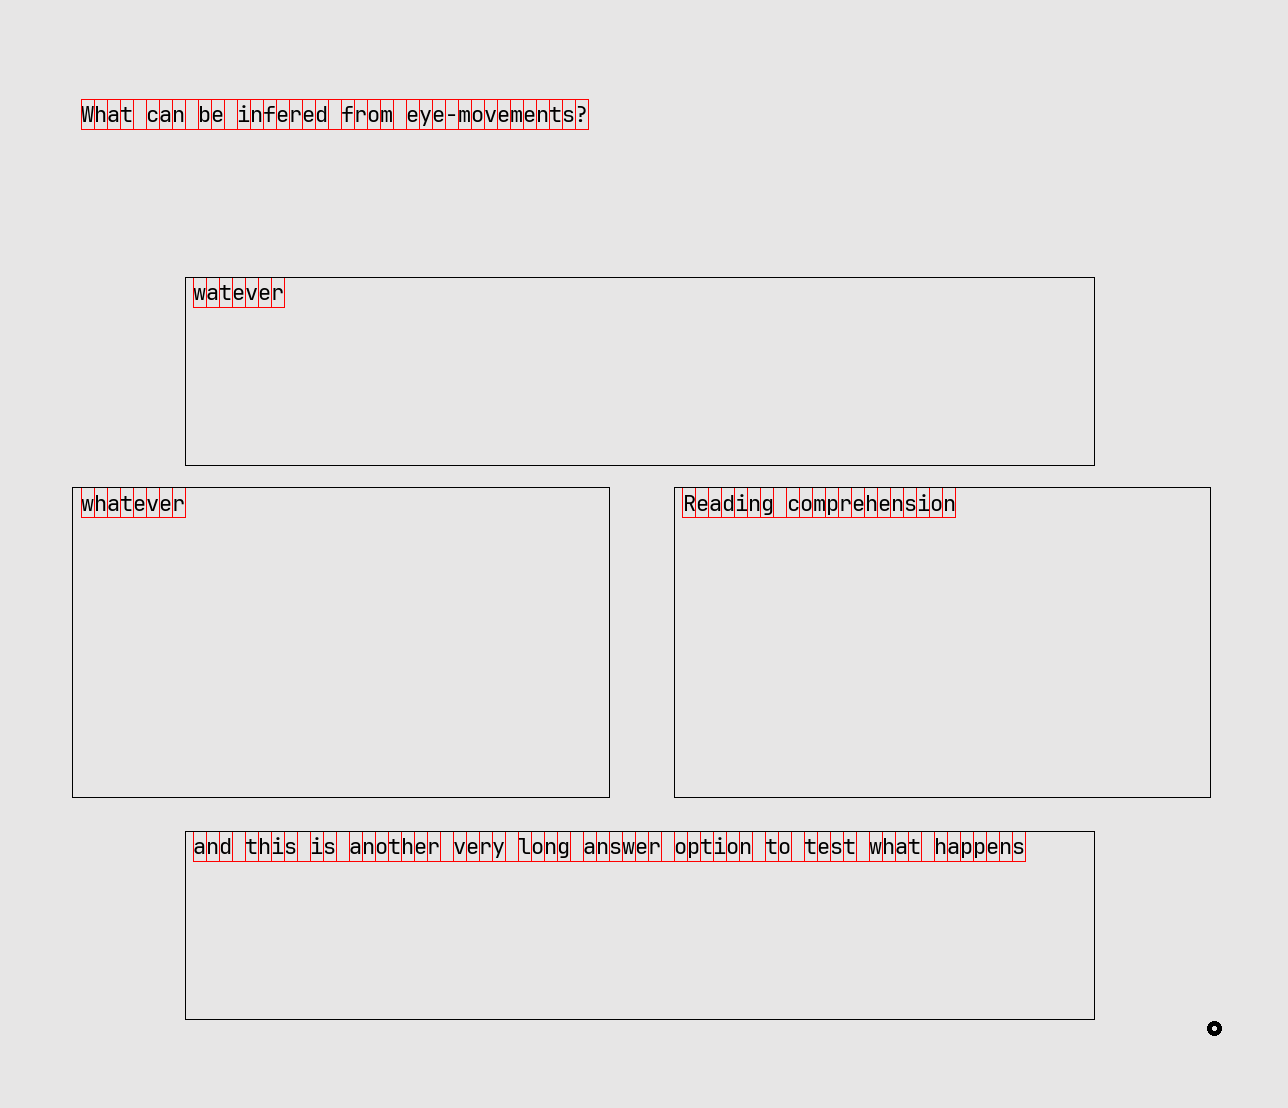 What can be infered from eye-movements?
watever
whatever
Reading comprehension
and this is another very long answer option to test what happens